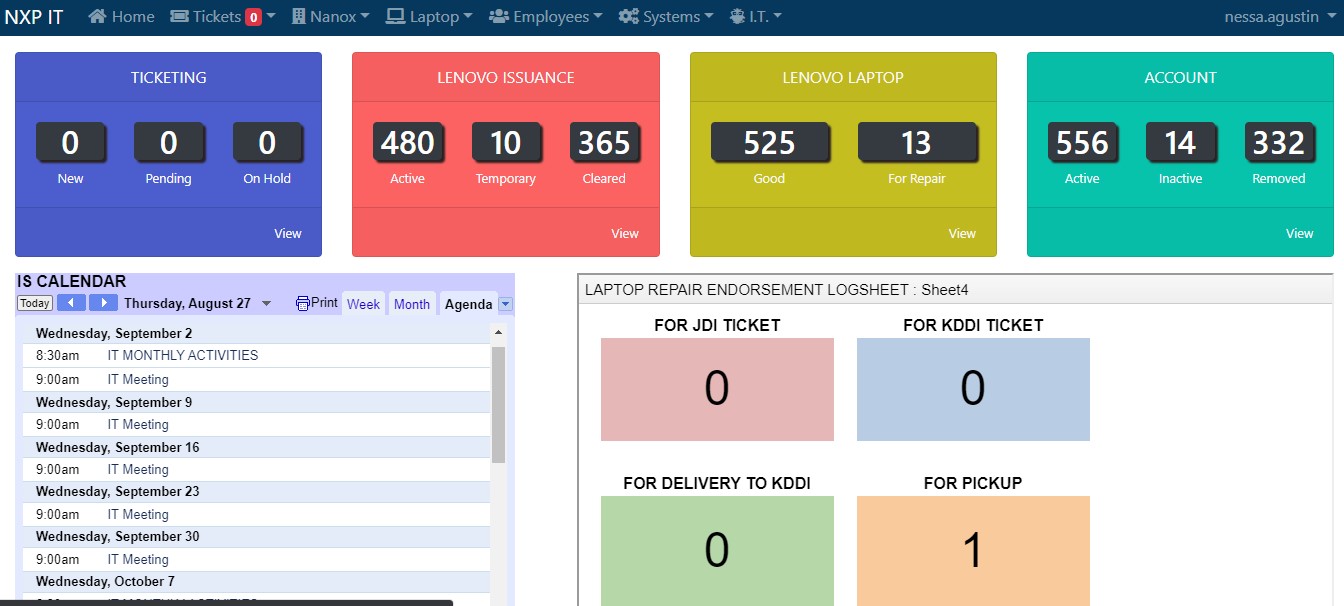 NXP IT Home Tickets 0 Nanox Laptop Employees Systems I.T. nessa.agustin
TICKETING
0 0 0
New Pending On Hold
View
LENOVO ISSUANCE
480 10 365
Active Temporary Cleared
View
LENOVO LAPTOP
525 13
Good For Repair
View
ACCOUNT
556 14 332
Active Inactive Removed
View
IS CALENDAR
Today Thursday, August 27 Print Week Month Agenda
Wednesday, September 2
8:30am IT MONTHLY ACTIVITIES
9:00am IT Meeting
Wednesday, September 9
9:00am IT Meeting
Wednesday, September 16
9:00am IT Meeting
Wednesday, September 23
9:00am IT Meeting
Wednesday, September 30
9:00am IT Meeting
Wednesday, October 7
LAPTOP REPAIR ENDORSEMENT LOGSHEET : Sheet4
FOR JDI TICKET FOR KDDI TICKET
0 0
FOR DELIVERY TO KDDI FOR PICKUP
0 1